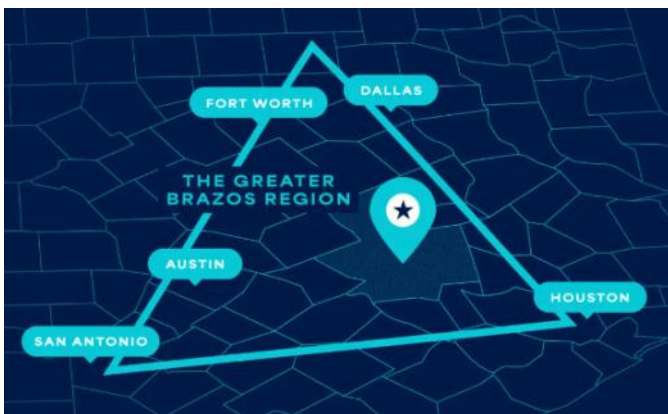 DALLAS
FORT WORTH
THE GREATER
BRAZOS REGION
AUSTIN
HOUSTON
SAN ANTONIO